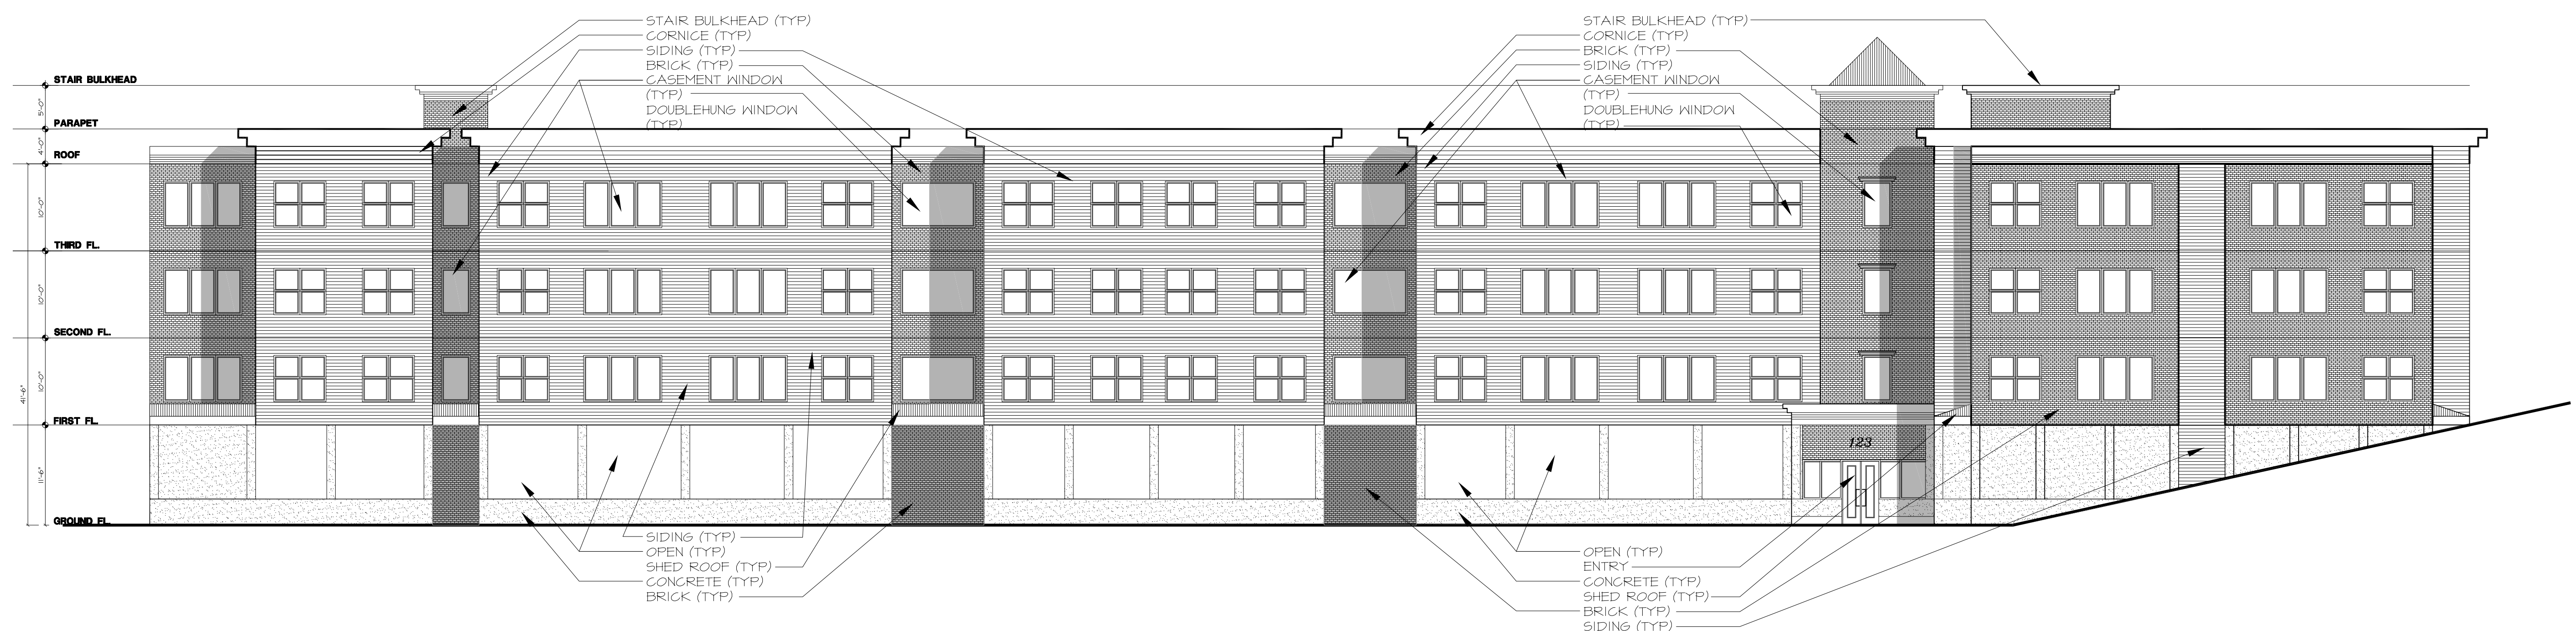 STAIR BULKHEAD (TYP.)
CORNICE (TYP.)
SIDING (TYP.)
BRICK (TYP.)
CASEMENT WINDOW
(TYP.)
DOUBLEHUNG WINDOW
(TYP.)
STAIR BULKHEAD (TYP.)
CORNICE (TYP.)
BRICK (TYP.)
SIDING (TYP.)
CASEMENT WINDOW
(TYP.)
DOUBLEHUNG WINDOW
(TYP.)
STAIR BULKHEAD
5'-0"
PARAPET
4'-0"
ROOF
10'-0"
THIRD FL.
10'-0"
SECOND FL.
10'-0"
41'-6"
FIRST FL.
11'-6"
GROUND FL.
123
SIDING (TYP.)
OPEN (TYP.)
SHED ROOF (TYP.)
CONCRETE (TYP.)
BRICK (TYP.)
OPEN (TYP.)
ENTRY
CONCRETE (TYP.)
SHED ROOF (TYP.)
BRICK (TYP.)
SIDING (TYP.)